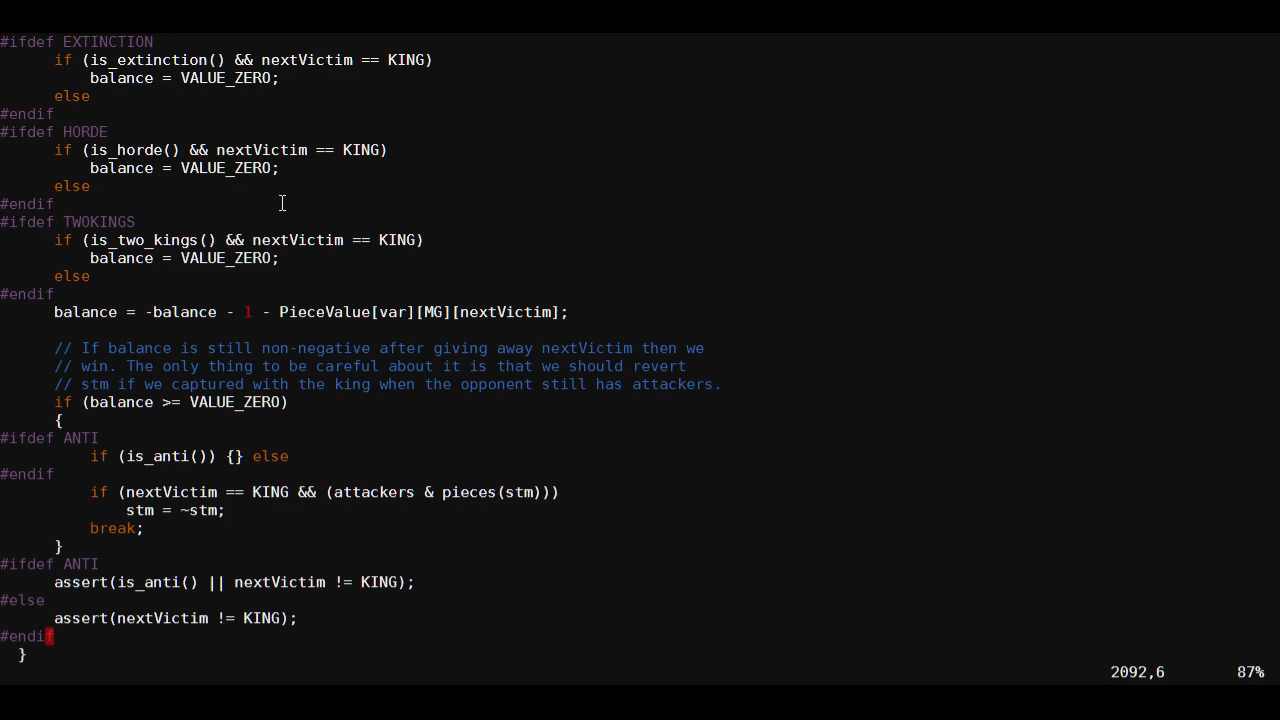 #ifdef EXTINCTION
      if (is_extinction() && nextVictim == KING)
          balance = VALUE_ZERO;
      else
#endif
#ifdef HORDE
      if (is_horde() && nextVictim == KING)
          balance = VALUE_ZERO;
      else
#endif
#ifdef TWOKINGS
      if (is_two_kings() && nextVictim == KING)
          balance = VALUE_ZERO;
      else
#endif
      balance = -balance - 1 - PieceValue[var][MG][nextVictim];

      // If balance is still non-negative after giving away nextVictim then we
      // win. The only thing to be careful about it is that we should revert
      // stm if we captured with the king when the opponent still has attackers.
      if (balance >= VALUE_ZERO)
      {
#ifdef ANTI
          if (is_anti()) {} else
#endif
          if (nextVictim == KING && (attackers & pieces(stm)))
              stm = ~stm;
          break;
      }
#ifdef ANTI
      assert(is_anti() || nextVictim != KING);
#else
      assert(nextVictim != KING);
#endif
  }
2092,6 87%